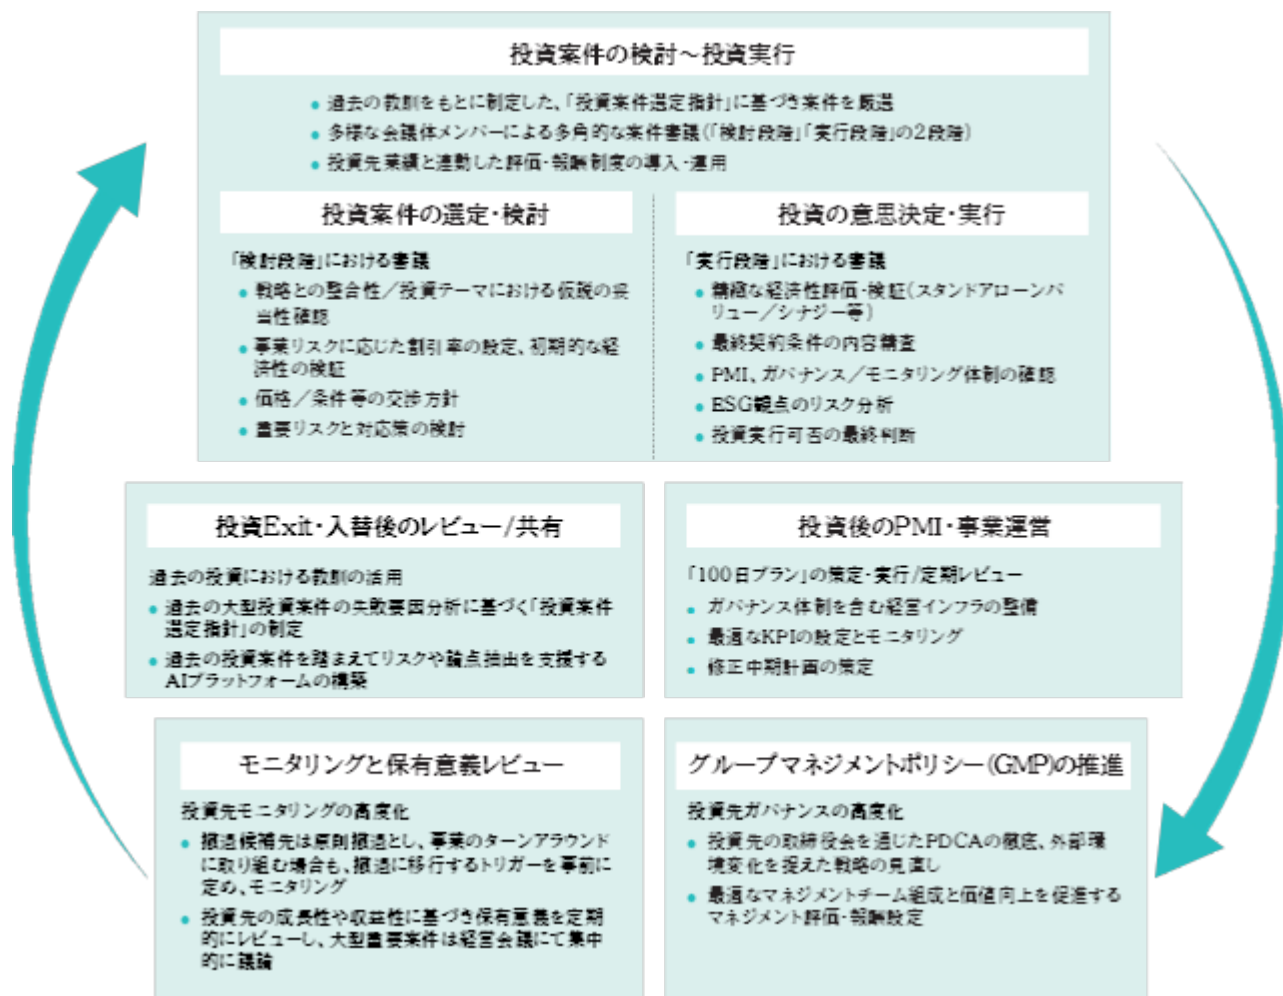 投資案件の検討～投資実行
● 過去の教訓をもとに制定した、「投資案件選定指針」に基づき案件を厳選
● 多様な会議体メンバーによる多角的な案件審議(「検討段階」「実行段階」の2段階)
● 投資先業績と連動した評価・報酬制度の導入・運用
投資案件の選定・検討
「検討段階」における審議
● 戦略との整合性／投資テーマにおける仮説の妥
当性確認
● 事業リスクに応じた割引率の設定、初期的な経
済性の検証
● 価格／条件等の交渉方針
● 重要リスクと対応策の検討
投資の意思決定・実行
「実行段階」における審議
● 精緻な経済性評価・検証(スタンドアローンバ
リュー／シナジー等)
● 最終契約条件の内容精査
● PMI、ガバナンス／モニタリング体制の確認
● ESG観点のリスク分析
● 投資実行可否の最終判断
投資Exit・入替後のレビュー/共有
過去の投資における教訓の活用
● 過去の大型投資案件の失敗要因分析に基づく「投資案件
選定指針」の制定
● 過去の投資案件を踏まえてリスクや論点抽出を支援する
AIプラットフォームの構築
投資後のPMI・事業運営
「100日プラン」の策定・実行/定期レビュー
● ガバナンス体制を含む経営インフラの整備
● 最適なKPIの設定とモニタリング
● 修正中期計画の策定
モニタリングと保有意義レビュー
投資先モニタリングの高度化
● 撤退候補先は原則撤退とし、事業のターンアラウンド
に取り組む場合も、撤退に移行するトリガーを事前に
定め、モニタリング
● 投資先の成長性や収益性に基づき保有意義を定期
的にレビューし、大型重要案件は経営会議にて集中
的に議論
グループマネジメントポリシー(GMP)の推進
投資先ガバナンスの高度化
● 投資先の取締役会を通じたPDCAの徹底、外部環
境変化を捉えた戦略の見直し
● 最適なマネジメントチーム組成と価値向上を促進する
マネジメント評価・報酬設定